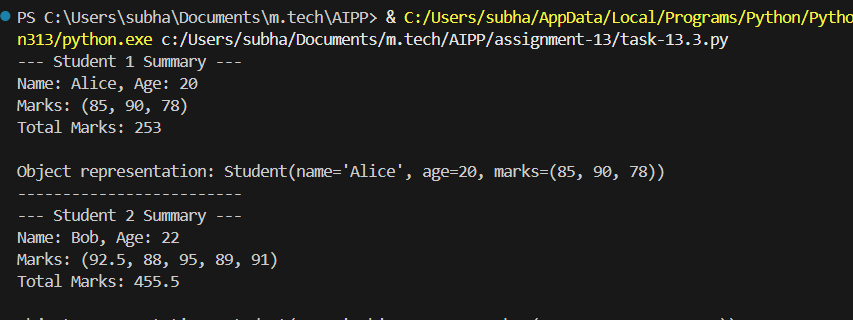 PS C:\Users\subha\Documents\m.tech\AIPP> & C:/Users/subha/AppData/Local/Programs/Python/Pytho
n313/python.exe c:/Users/subha/Documents/m.tech/AIPP/assignment-13/task-13.3.py
--- Student 1 Summary ---
Name: Alice, Age: 20
Marks: (85, 90, 78)
Total Marks: 253
Object representation: Student(name='Alice', age=20, marks=(85, 90, 78))
-------------------------
--- Student 2 Summary ---
Name: Bob, Age: 22
Marks: (92.5, 88, 95, 89, 91)
Total Marks: 455.5